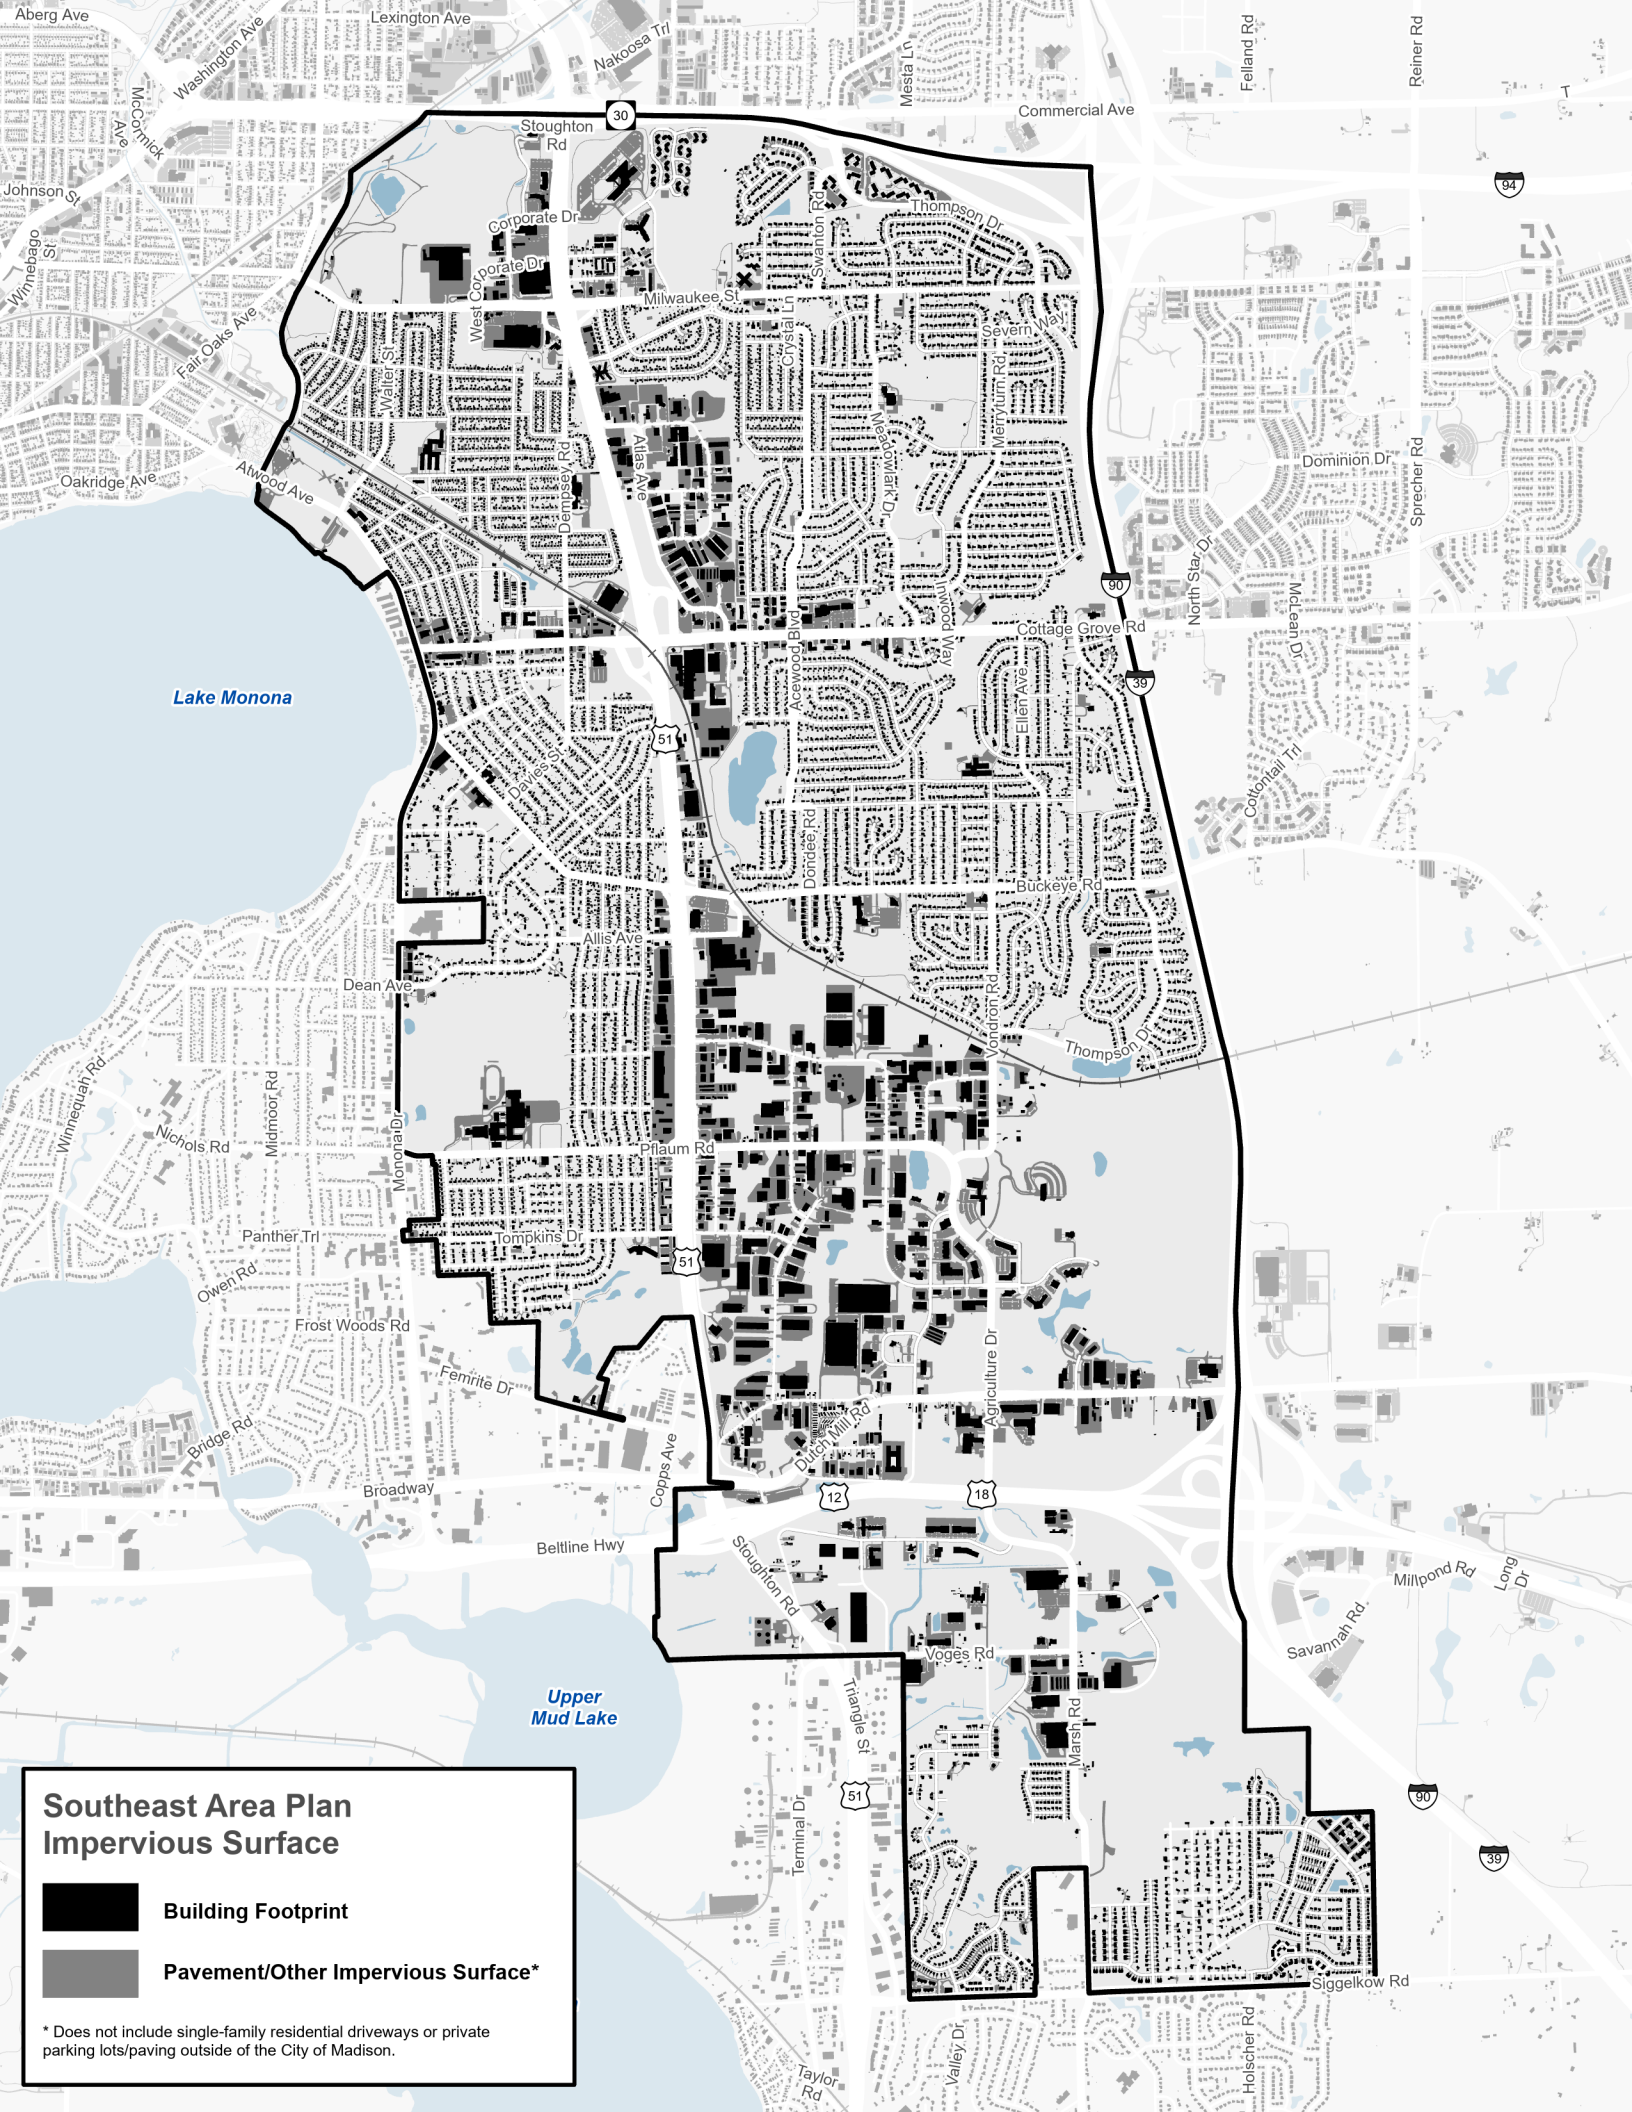 Aberg Ave
Lexington Ave
Washington Ave
Nakoosa Trl
Mesta Ln
Felland Rd
Reiner Rd
McCormick
Ave
Commercial Ave
T
30
Stoughton
Rd
94
Johnson St
Winnebago
St
Corporate Dr
Swanton Rd
Thompson Dr
West Corporate Dr
Milwaukee St
Crystal Ln
Severn Way
Fair Oaks Ave
Walter St
Merryturn Rd
Meadowlark Dr
Atlas Ave
Dempsey Rd
Dominion Dr
Sprecher Rd
Oakridge Ave
Atwood Ave
North Star Dr
90
McLean Dr
Inwood Way
Acewood Blvd
Cottage Grove Rd
Ellen Ave
39
Lake Monona
51
Davies St
Cottontail Trl
Dondee Rd
Buckeye Rd
Allis Ave
Dean Ave
Vondron Rd
Thompson Dr
Winnequah Rd
Midmoor Rd
Nichols Rd
Monona Dr
Pflaum Rd
Panther Trl
Tompkins Dr
Owen Rd
51
Frost Woods Rd
Femrite Dr
Agriculture Dr
Bridge Rd
Dutch Mill Rd
Copps Ave
Broadway
12
18
Beltline Hwy
Stoughton Rd
Millpond Rd
Long
Dr
Savannah Rd
Voges Rd
Upper
Mud Lake
Triangle St
Marsh Rd
51
Terminal Dr
90
39
Southeast Area Plan
Impervious Surface
Building Footprint
Pavement/Other Impervious Surface*
* Does not include single-family residential driveways or private
parking lots/paving outside of the City of Madison.
Siggelkow Rd
Valley Dr
Holscher Rd
Taylor
Rd